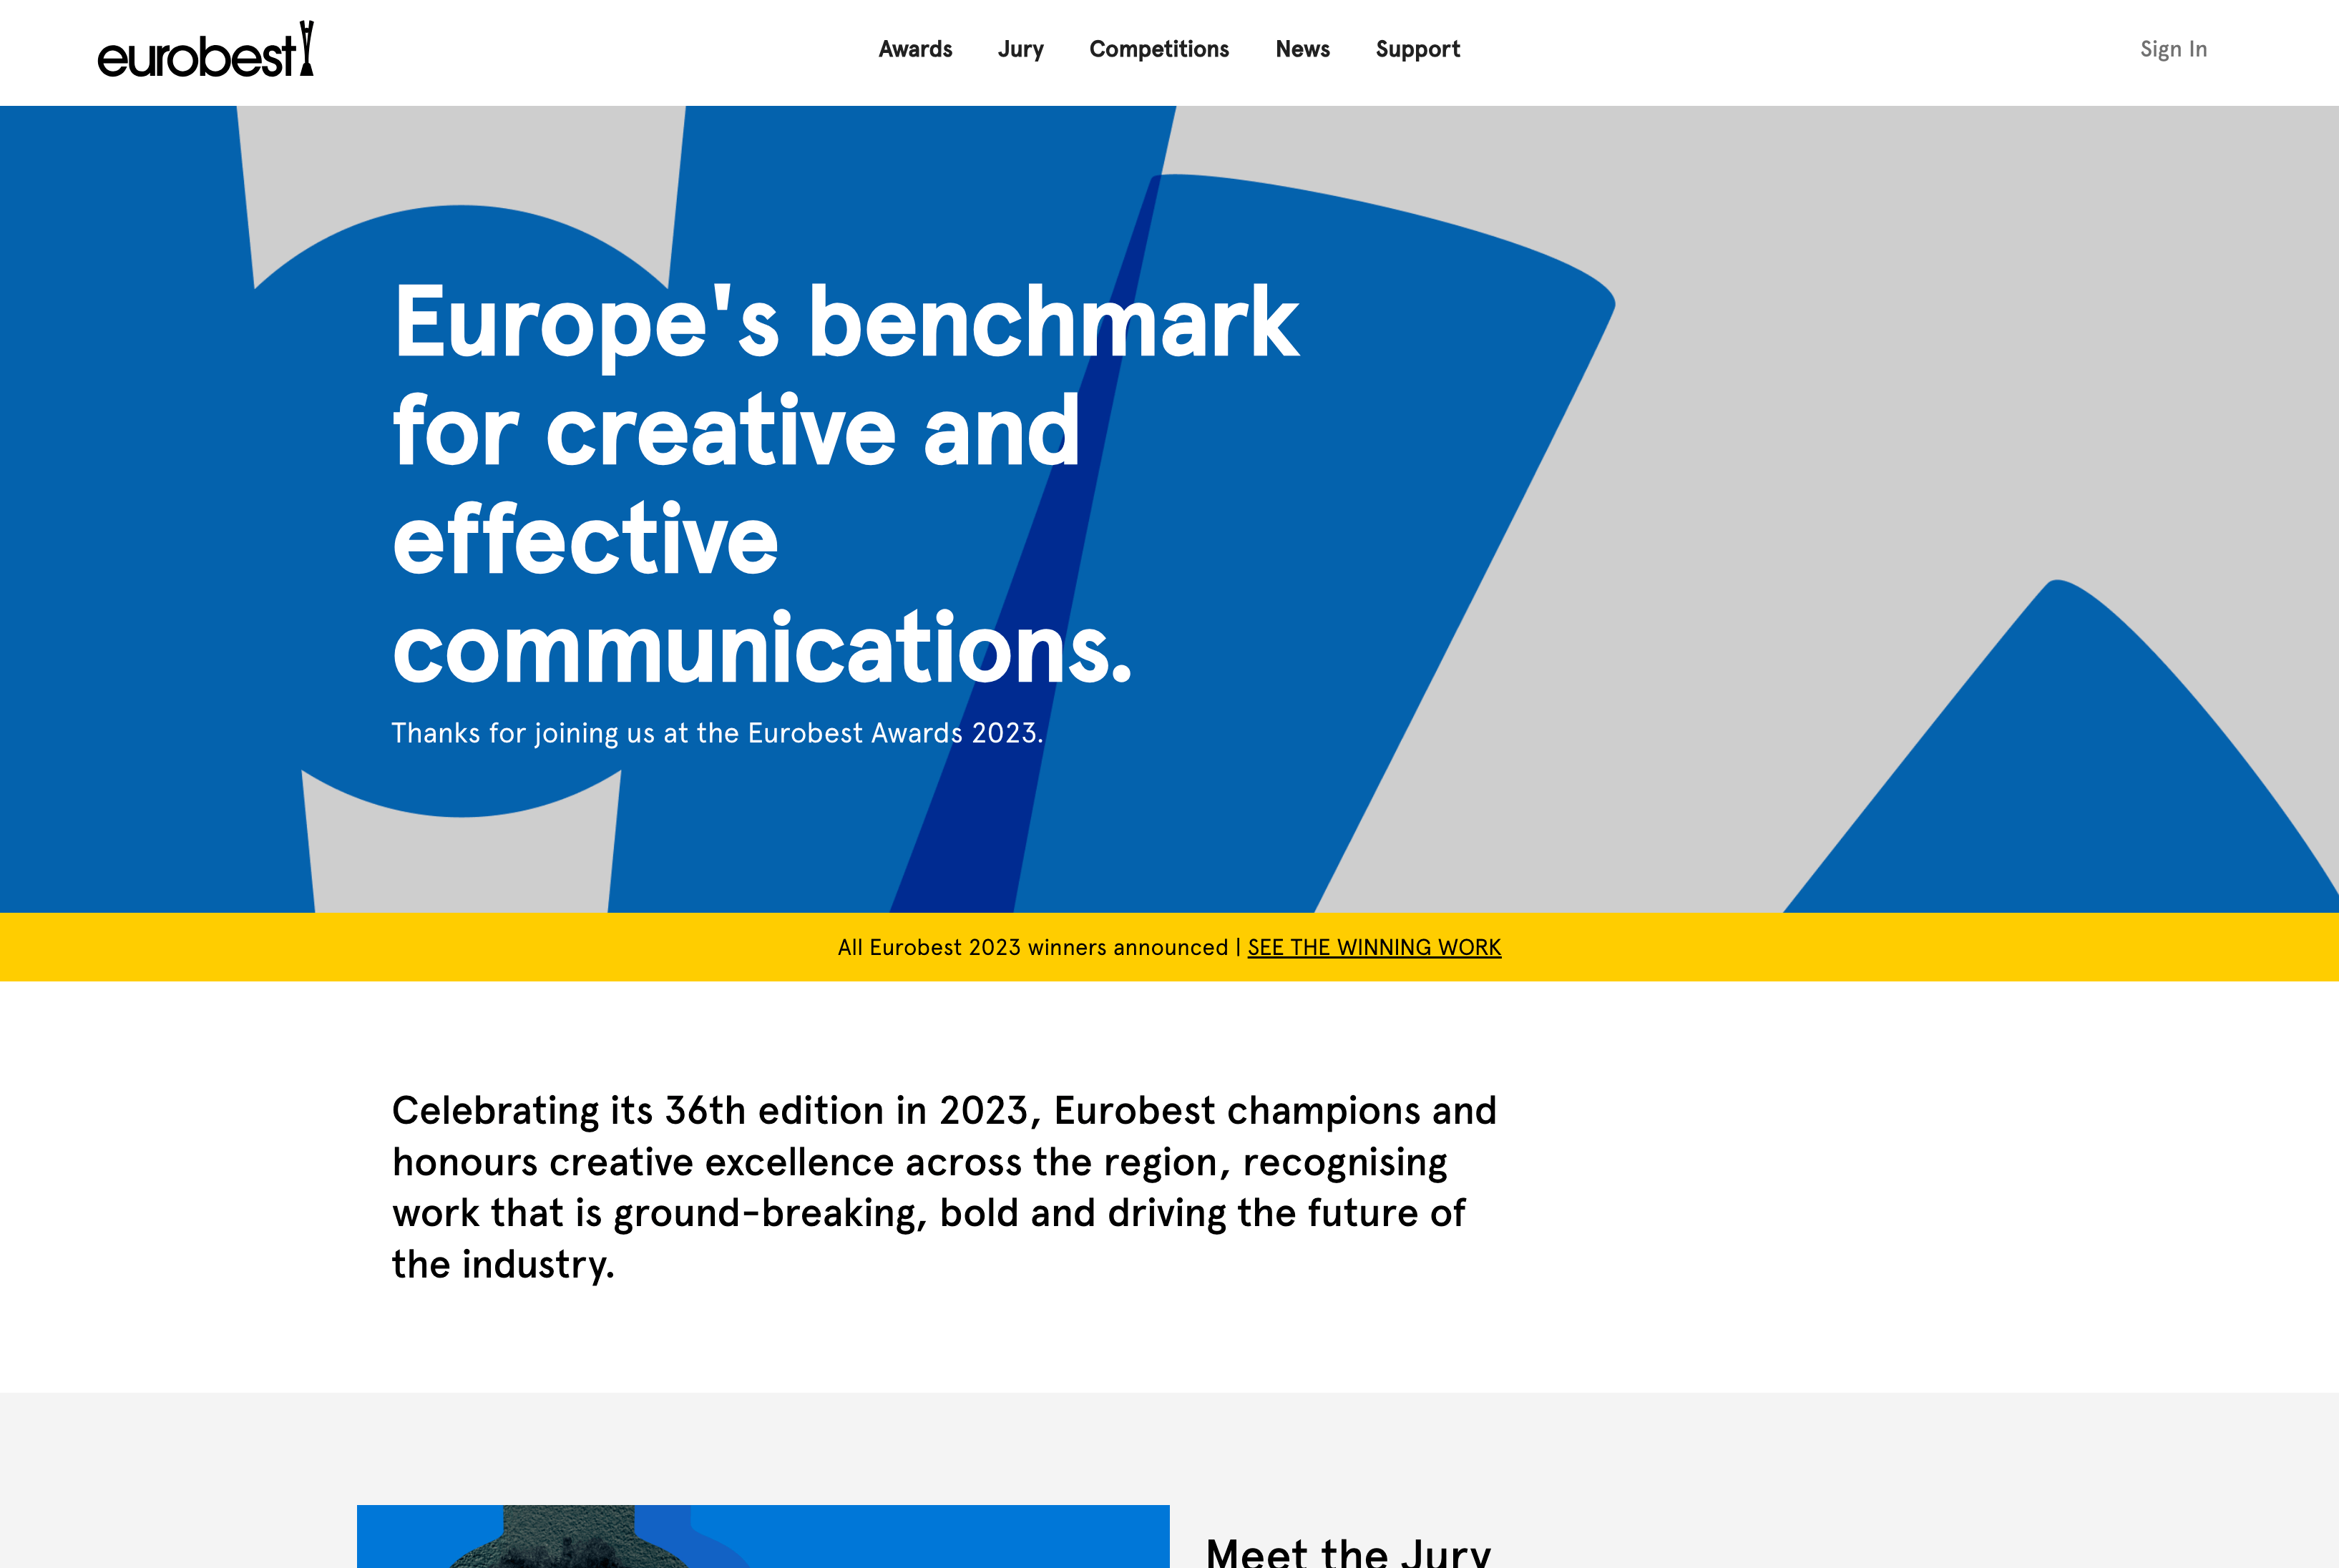 eurobest
Awards
Jury
Competitions
News
Support
Sign In
Europe's benchmark
for creative and
effective
communications.
Thanks for joining us at the Eurobest Awards 2023.
All Eurobest 2023 winners announced | SEE THE WINNING WORK
Celebrating its 36th edition in 2023, Eurobest champions and
honours creative excellence across the region, recognising
work that is ground-breaking, bold and driving the future of
the industry.
Meet the Jury